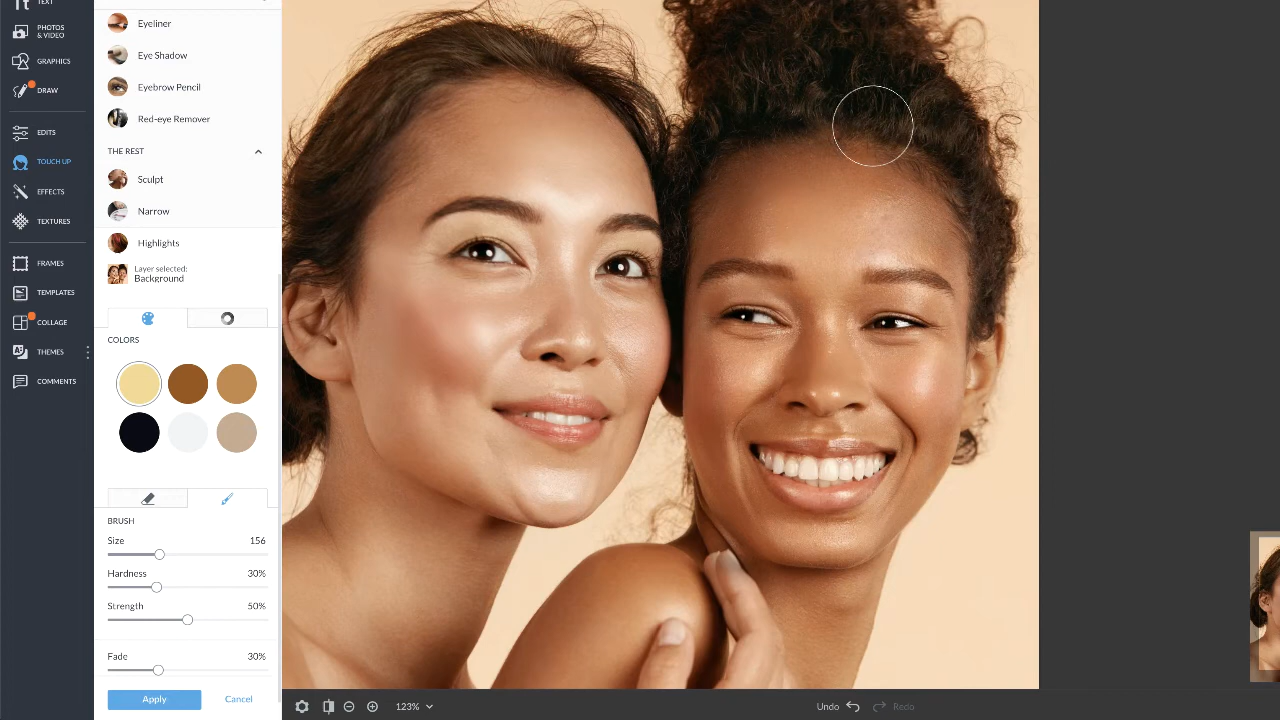 TEXT
PHOTOS
& VIDEO
GRAPHICS
DRAW
EDITS
TOUCH UP
EFFECTS
TEXTURES
FRAMES
TEMPLATES
COLLAGE
THEMES
COMMENTS
Eyeliner
Eye Shadow
Eyebrow Pencil
Red-eye Remover
THE REST
Sculpt
Narrow
Highlights
Layer selected:
Background
COLORS
BRUSH
Size 156
Hardness 30%
Strength 50%
Fade 30%
Apply Cancel
123%
Undo Redo